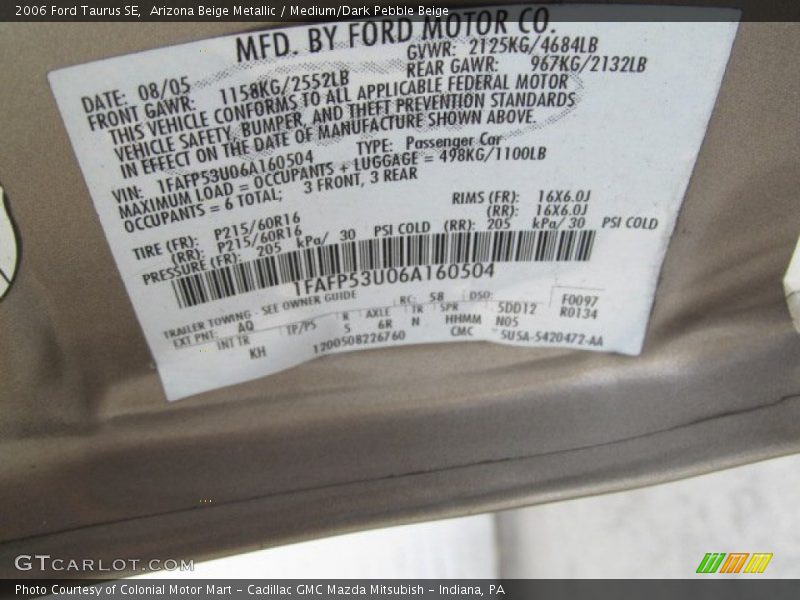 2006 Ford Taurus SE, Arizona Beige Metallic / Medium/Dark Pebble Beige
MFD. BY FORD MOTOR CO.
DATE: 08/05 GVWR: 2125KG/4684LB
FRONT GAWR: 1158KG/2552LB REAR GAWR: 967KG/2132LB
THIS VEHICLE CONFORMS TO ALL APPLICABLE FEDERAL MOTOR
VEHICLE SAFETY, BUMPER, AND THEFT PREVENTION STANDARDS
IN EFFECT ON THE DATE OF MANUFACTURE SHOWN ABOVE
VIN: 1FAFP53U06A160504 TYPE: Passenger Car
MAXIMUM LOAD = OCCUPANTS + LUGGAGE = 498KG/1100LB
OCCUPANTS = 6 TOTAL; 3 FRONT, 3 REAR
TIRE (FR): P215/60R16 RIMS (FR): 16X6.0J
(RR): P215/60R16 (RR): 16X6.0J
PRESSURE (FR): 205 kPa/ 30 PSI COLD (RR): 205 kPa/ 30 PSI COLD
1FAFP53U06A160504
TRAILER TOWING - SEE OWNER GUIDE RC: 58 DSO: F0097
EXT PNT: AQ R AXLE TR SPR 5DD12 R0134
INT TR TP/PS 5 6R N HHMM N05
KH 1200508226760 CMC 5U5A-5420472-AA
GTCARLOT.COM
Photo Courtesy of Colonial Motor Mart - Cadillac GMC Mazda Mitsubish - Indiana, PA